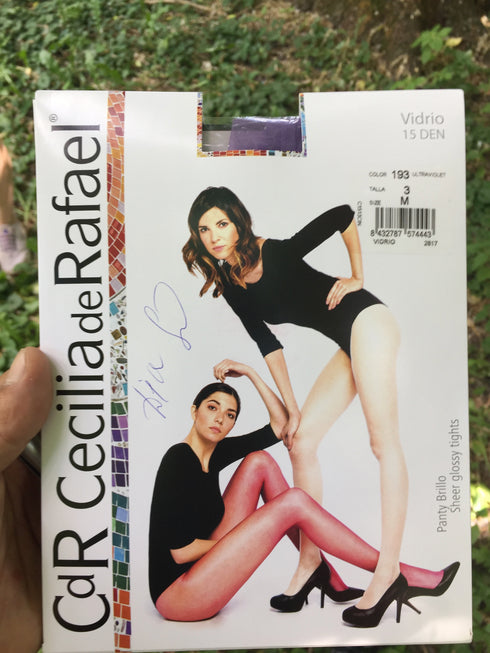 CdR Cecilia de Rafael®
Vidrio
15 DEN
COLOR 193 ULTRAVIOLET
TALLA 3
SIZE M
8 432787 574443
VIDRIO 2817
Panty Brillo
Sheer glossy tights